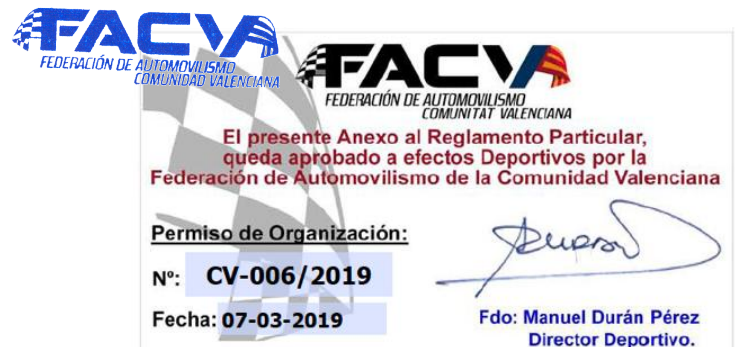 FACV
FEDERACIÓN DE AUTOMOVILISMO
COMUNIDAD VALENCIANA
FACV
FEDERACIÓN DE AUTOMOVILISMO
COMUNITAT VALENCIANA
El presente Anexo al Reglamento Particular,
queda aprobado a efectos Deportivos por la
Federación de Automovilismo de la Comunidad Valenciana
Permiso de Organización:
Nº: CV-006/2019
Fecha: 07-03-2019
Fdo: Manuel Durán Pérez
Director Deportivo.